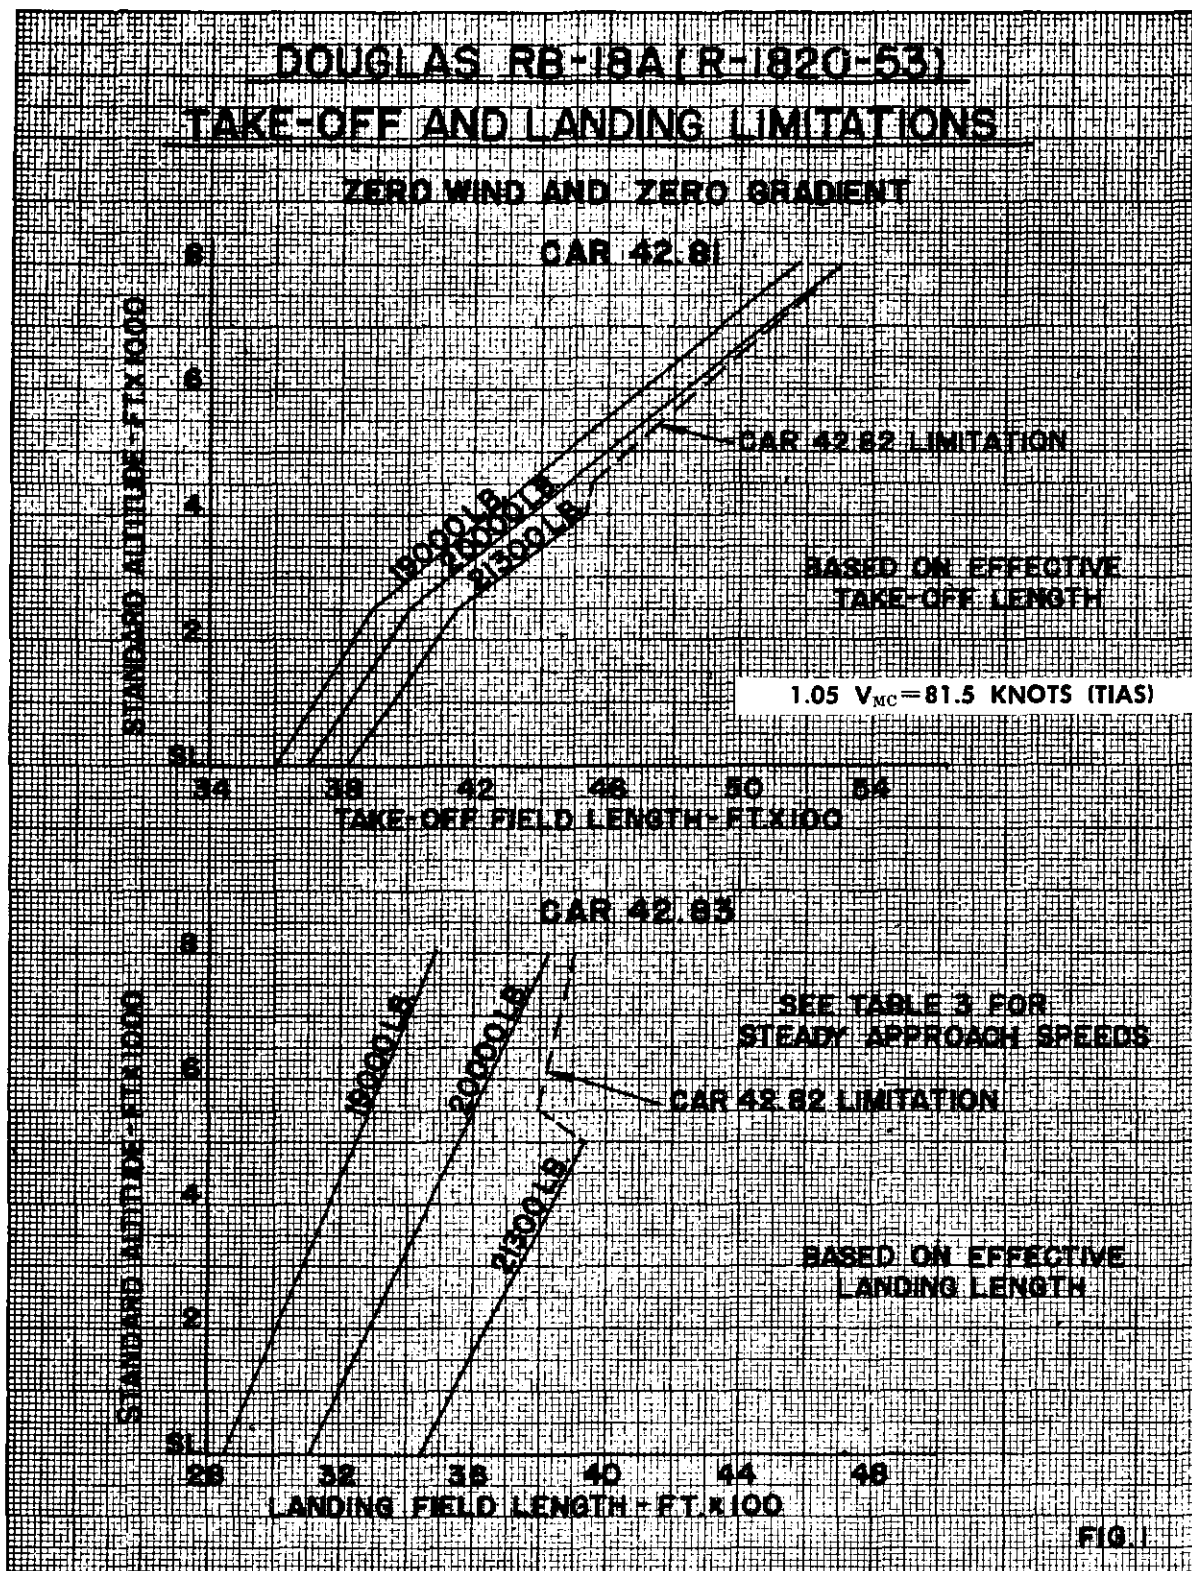 DOUGLAS RB-18A (R-1820-53)
TAKE-OFF AND LANDING LIMITATIONS
ZERO WIND AND ZERO GRADIENT
CAR 42.81
8
6
4
2
SL
STANDARD ALTITUDE-FT.X1000
19000 LB.
20000 LB.
21300 LB.
CAR 42.82 LIMITATION
BASED ON EFFECTIVE
TAKE-OFF LENGTH
1.05 VMC=81.5 KNOTS (TIAS)
34 38 42 46 50 54
TAKE-OFF FIELD LENGTH-FT.X100
CAR 42.83
8
6
4
2
SL
STANDARD ALTITUDE-FT.X1000
19000 LB.
20000 LB.
21300 LB.
SEE TABLE 3 FOR
STEADY APPROACH SPEEDS
CAR 42.82 LIMITATION
BASED ON EFFECTIVE
LANDING LENGTH
28 32 36 40 44 48
LANDING FIELD LENGTH-FT.X100
FIG.1